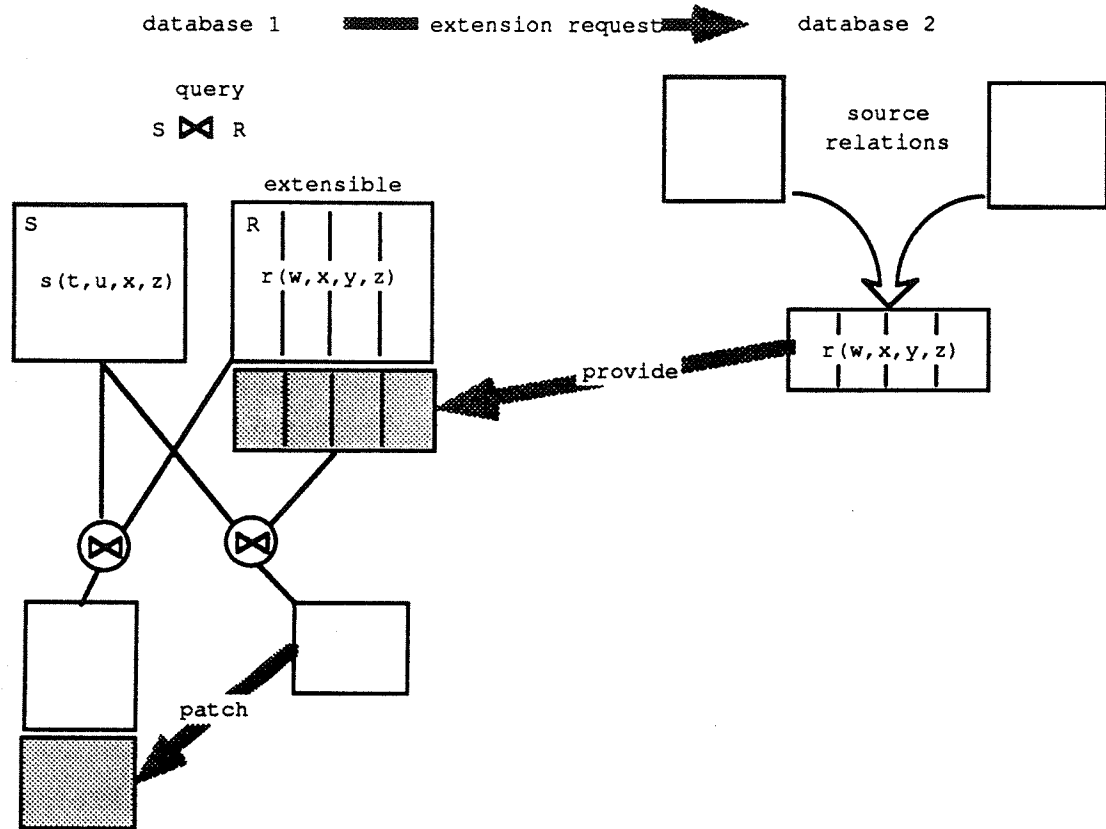 database 1 extension request database 2
query
S ⋈ R
source
relations
extensible
S
R
s(t,u,x,z)
r(w,x,y,z)
r(w,x,y,z)
provide
patch